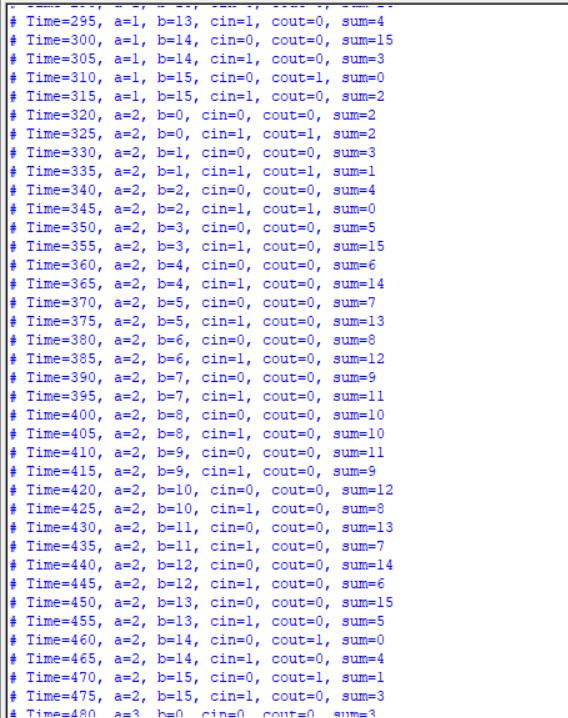 # Time=295, a=1, b=13, cin=1, cout=0, sum=4
# Time=300, a=1, b=14, cin=0, cout=0, sum=15
# Time=305, a=1, b=14, cin=1, cout=0, sum=3
# Time=310, a=1, b=15, cin=0, cout=1, sum=0
# Time=315, a=1, b=15, cin=1, cout=0, sum=2
# Time=320, a=2, b=0, cin=0, cout=0, sum=2
# Time=325, a=2, b=0, cin=1, cout=1, sum=2
# Time=330, a=2, b=1, cin=0, cout=0, sum=3
# Time=335, a=2, b=1, cin=1, cout=1, sum=1
# Time=340, a=2, b=2, cin=0, cout=0, sum=4
# Time=345, a=2, b=2, cin=1, cout=1, sum=0
# Time=350, a=2, b=3, cin=0, cout=0, sum=5
# Time=355, a=2, b=3, cin=1, cout=0, sum=15
# Time=360, a=2, b=4, cin=0, cout=0, sum=6
# Time=365, a=2, b=4, cin=1, cout=0, sum=14
# Time=370, a=2, b=5, cin=0, cout=0, sum=7
# Time=375, a=2, b=5, cin=1, cout=0, sum=13
# Time=380, a=2, b=6, cin=0, cout=0, sum=8
# Time=385, a=2, b=6, cin=1, cout=0, sum=12
# Time=390, a=2, b=7, cin=0, cout=0, sum=9
# Time=395, a=2, b=7, cin=1, cout=0, sum=11
# Time=400, a=2, b=8, cin=0, cout=0, sum=10
# Time=405, a=2, b=8, cin=1, cout=0, sum=10
# Time=410, a=2, b=9, cin=0, cout=0, sum=11
# Time=415, a=2, b=9, cin=1, cout=0, sum=9
# Time=420, a=2, b=10, cin=0, cout=0, sum=12
# Time=425, a=2, b=10, cin=1, cout=0, sum=8
# Time=430, a=2, b=11, cin=0, cout=0, sum=13
# Time=435, a=2, b=11, cin=1, cout=0, sum=7
# Time=440, a=2, b=12, cin=0, cout=0, sum=14
# Time=445, a=2, b=12, cin=1, cout=0, sum=6
# Time=450, a=2, b=13, cin=0, cout=0, sum=15
# Time=455, a=2, b=13, cin=1, cout=0, sum=5
# Time=460, a=2, b=14, cin=0, cout=1, sum=0
# Time=465, a=2, b=14, cin=1, cout=0, sum=4
# Time=470, a=2, b=15, cin=0, cout=1, sum=1
# Time=475, a=2, b=15, cin=1, cout=0, sum=3
# Time=480, a=3, b=0, cin=0, cout=0, sum=3